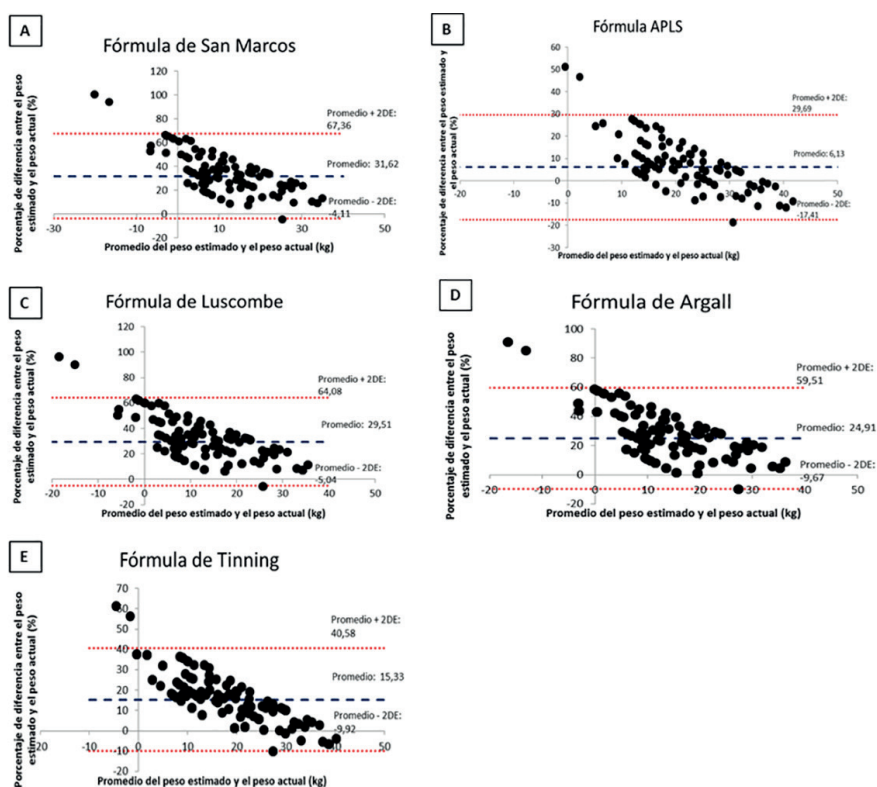 A
Fórmula de San Marcos
Porcentaje de diferencia entre el peso
estimado y el peso actual (%)
120
100
80
60
40
20
0
-20
-30
-10
10
30
50
Promedio + 2DE:
67,36
Promedio: 31,62
Promedio - 2DE:
-4,11
Promedio del peso estimado y el peso actual (kg)
B
Fórmula APLS
Porcentaje de diferencia entre el peso estimado y
el peso actual (%)
60
50
40
30
20
10
0
-10
-20
-30
-20
-10
0
10
20
30
40
50
Promedio + 2DE:
29,69
Promedio: 6,13
Promedio - 2DE:
-17,41
Promedio del peso estimado y el peso actual (kg)
C
Fórmula de Luscombe
Porcentaje de diferencia entre el peso
estimado y el peso actual (%)
120
100
80
60
40
20
0
-20
-20
-10
0
10
20
30
40
50
Promedio + 2DE:
64,08
Promedio: 29,51
Promedio - 2DE:
-5,04
Promedio del peso estimado y el peso actual (kg)
D
Fórmula de Argall
Porcentaje de diferencia entre el peso
estimado y el peso actual (%)
100
80
60
40
20
0
-20
-20
-10
0
10
20
30
40
50
Promedio + 2DE:
59,51
Promedio: 24,91
Promedio - 2DE:
-9,67
Promedio del peso estimado y el peso actual (kg)
E
Fórmula de Tinning
Porcentaje de diferencia entre el peso
estimado y el peso actual (%)
70
60
50
40
30
20
10
0
-10
-20
20
-10
0
10
20
30
40
50
Promedio + 2DE:
40,58
Promedio: 15,33
Promedio - 2DE:
-9,92
Promedio del peso estimado y el peso actual (kg)